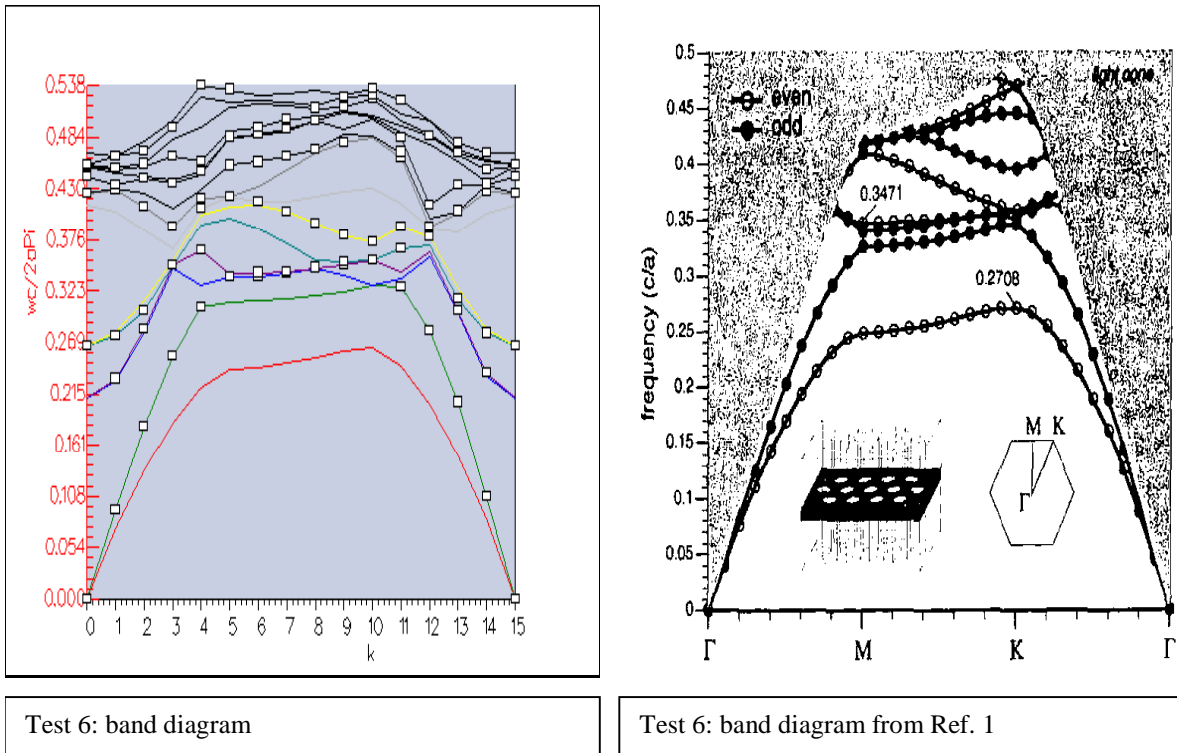 0.538
0.484
0.430
0.376
0.323
0.269
0.215
0.161
0.108
0.054
0.000
wc/2aPi
0 1 2 3 4 5 6 7 8 9 10 11 12 13 14 15
k
0.5
0.45
0.4
0.35
0.3
0.25
0.2
0.15
0.1
0.05
0
frequency (c/a)
light cone
even
odd
0.3471
0.2708
M K
Γ
Γ M K Γ
Test 6: band diagram
Test 6: band diagram from Ref. 1